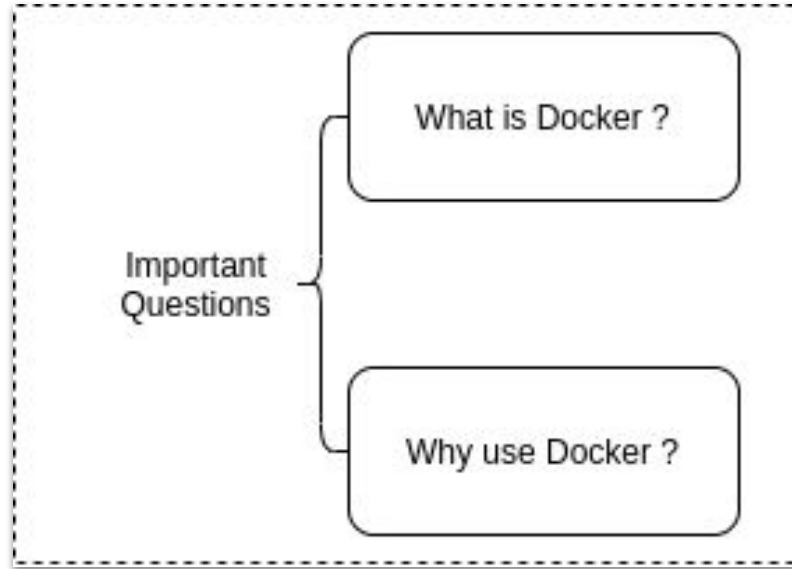 What is Docker ?
Important
Questions
Why use Docker ?